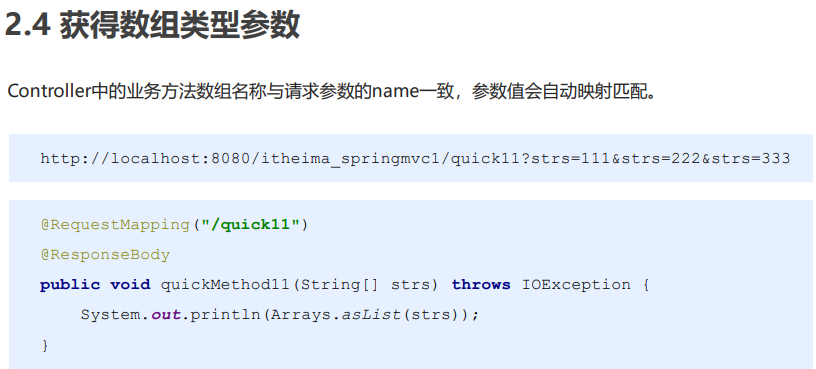 2.4 获得数组类型参数
Controller中的业务方法数组名称与请求参数的name一致，参数值会自动映射匹配。
http://localhost:8080/itheima_springmvc1/quick11?strs=111&strs=222&strs=333
@RequestMapping("/quick11")
@ResponseBody
public void quickMethod11(String[] strs) throws IOException {
    System.out.println(Arrays.asList(strs));
}